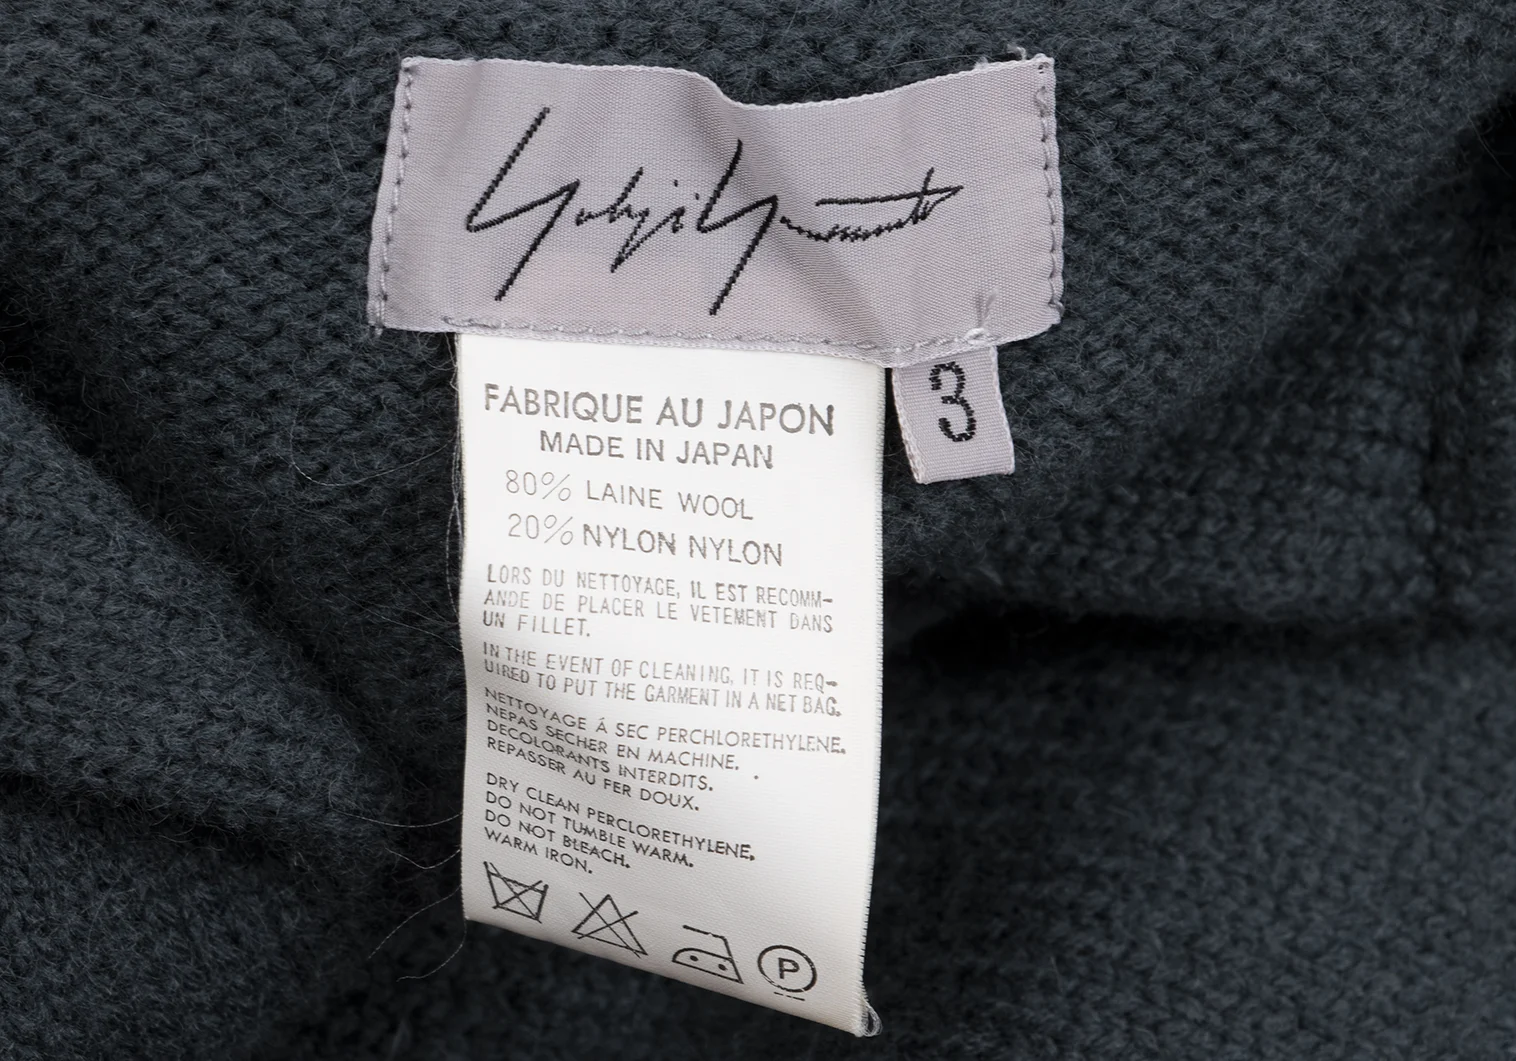 Yohji Yamamoto
3
FABRIQUE AU JAPON
MADE IN JAPAN
80% LAINE WOOL
20% NYLON NYLON
LORS DU NETTOYAGE, IL EST RECOMM-
ANDE DE PLACER LE VETEMENT DANS
UN FILLET.
IN THE EVENT OF CLEANING, IT IS REQ-
UIRED TO PUT THE GARMENT IN A NET BAG.
NETTOYAGE Á SEC PERCHLORETHYLENE.
NEPAS SECHER EN MACHINE.
DECOLORANTS INTERDITS.
REPASSER AU FER DOUX.
DRY CLEAN PERCLORETHYLENE.
DO NOT TUMBLE WARM.
DO NOT BLEACH.
WARM IRON.
P